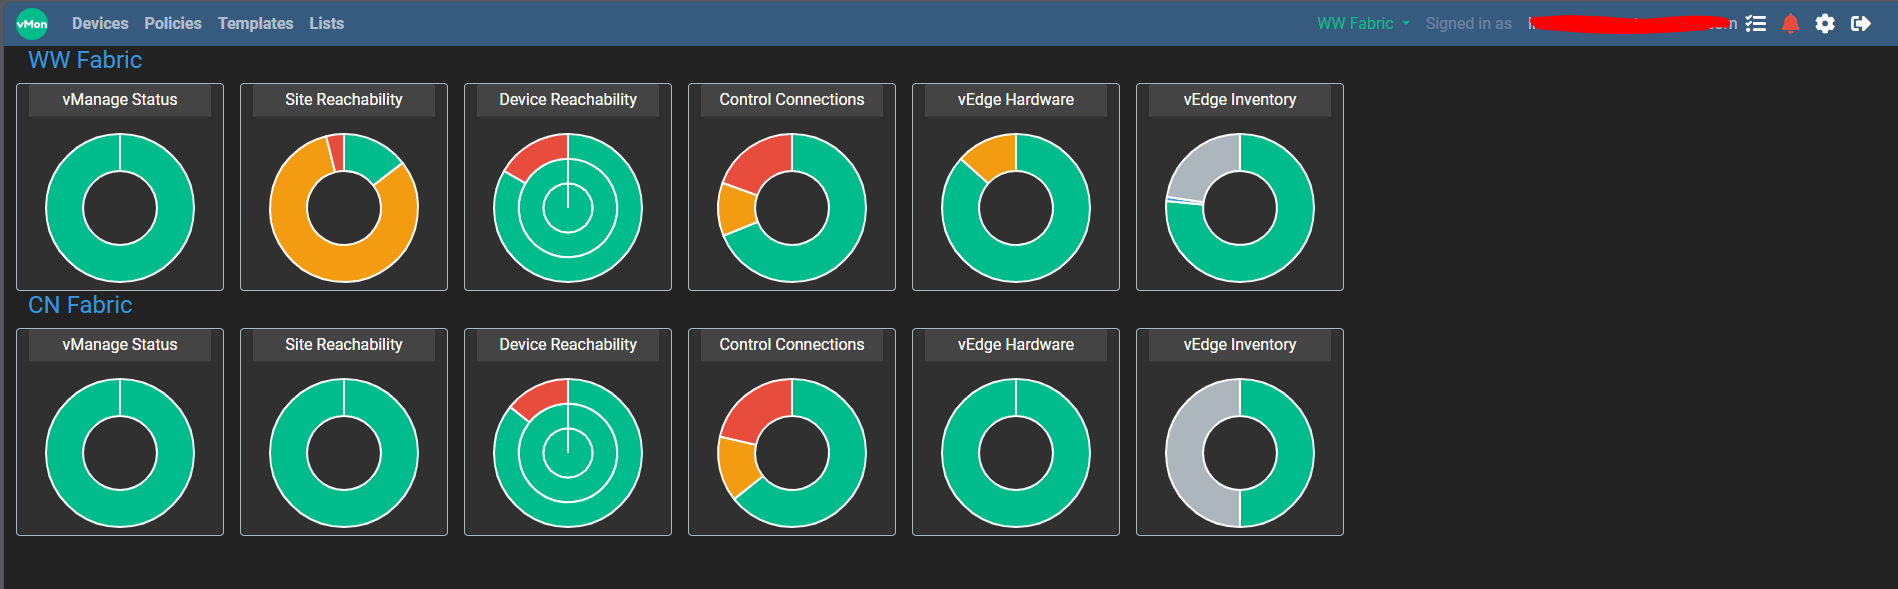 vMon Devices Policies Templates Lists WW Fabric Signed in as
WW Fabric
vManage Status Site Reachability Device Reachability Control Connections vEdge Hardware vEdge Inventory
CN Fabric
vManage Status Site Reachability Device Reachability Control Connections vEdge Hardware vEdge Inventory